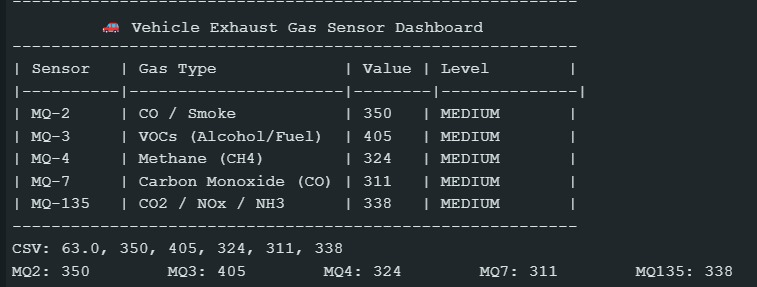 🚗 Vehicle Exhaust Gas Sensor Dashboard
| Sensor | Gas Type | Value | Level |
| MQ-2 | CO / Smoke | 350 | MEDIUM |
| MQ-3 | VOCs (Alcohol/Fuel) | 405 | MEDIUM |
| MQ-4 | Methane (CH4) | 324 | MEDIUM |
| MQ-7 | Carbon Monoxide (CO) | 311 | MEDIUM |
| MQ-135 | CO2 / NOx / NH3 | 338 | MEDIUM |
CSV: 63.0, 350, 405, 324, 311, 338
MQ2: 350 MQ3: 405 MQ4: 324 MQ7: 311 MQ135: 338